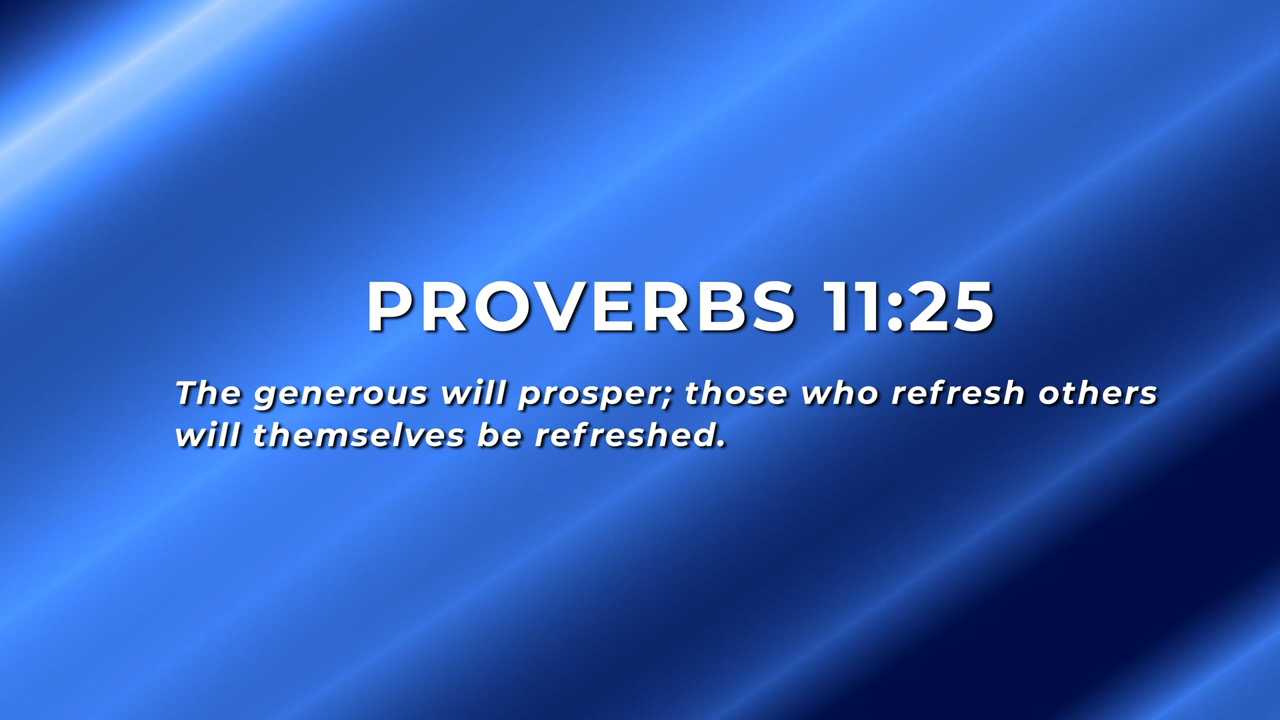 PROVERBS 11:25
The generous will prosper; those who refresh others
will themselves be refreshed.